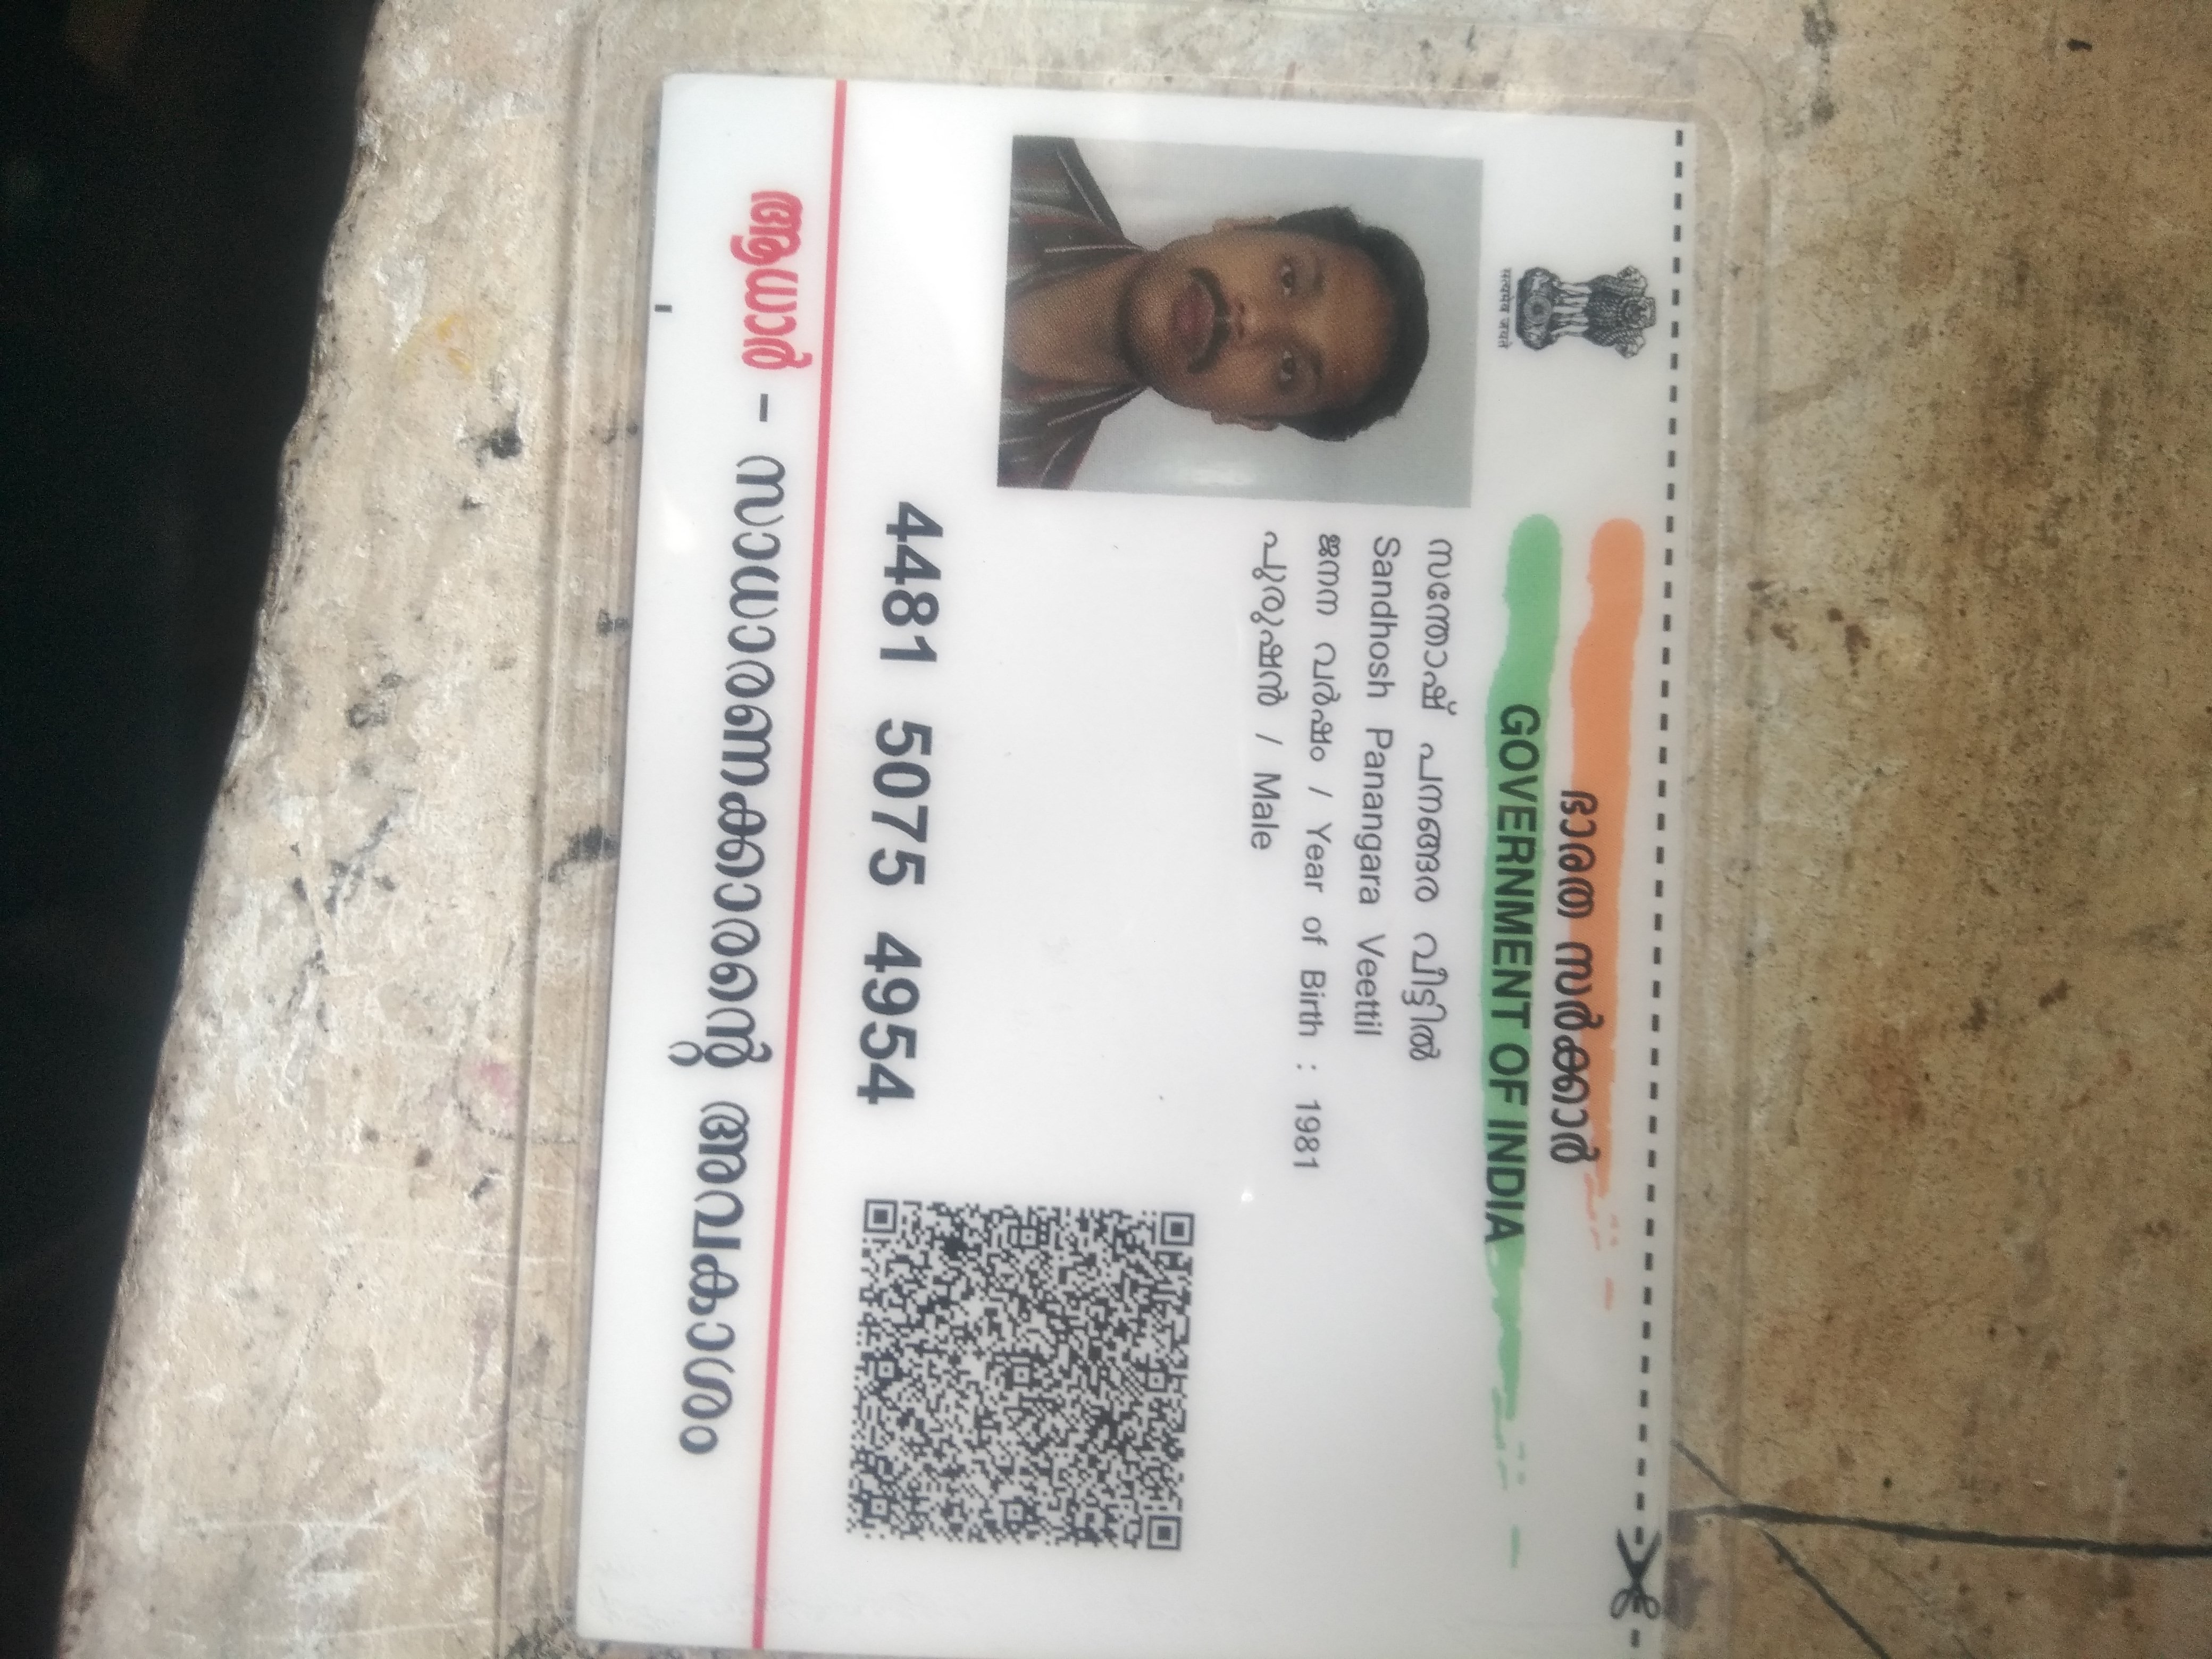 ഭാരത സർക്കാർ
GOVERNMENT OF INDIA
सत्यमेव जयते
സന്തോഷ് പനങ്ങര വീട്ടിൽ
Sandhosh Panangara Veettil
ജനന വർഷം / Year of Birth : 1981
പുരുഷൻ / Male
4481 5075 4954
ആധാർ - സാധാരണക്കാരന്റെ അവകാശം